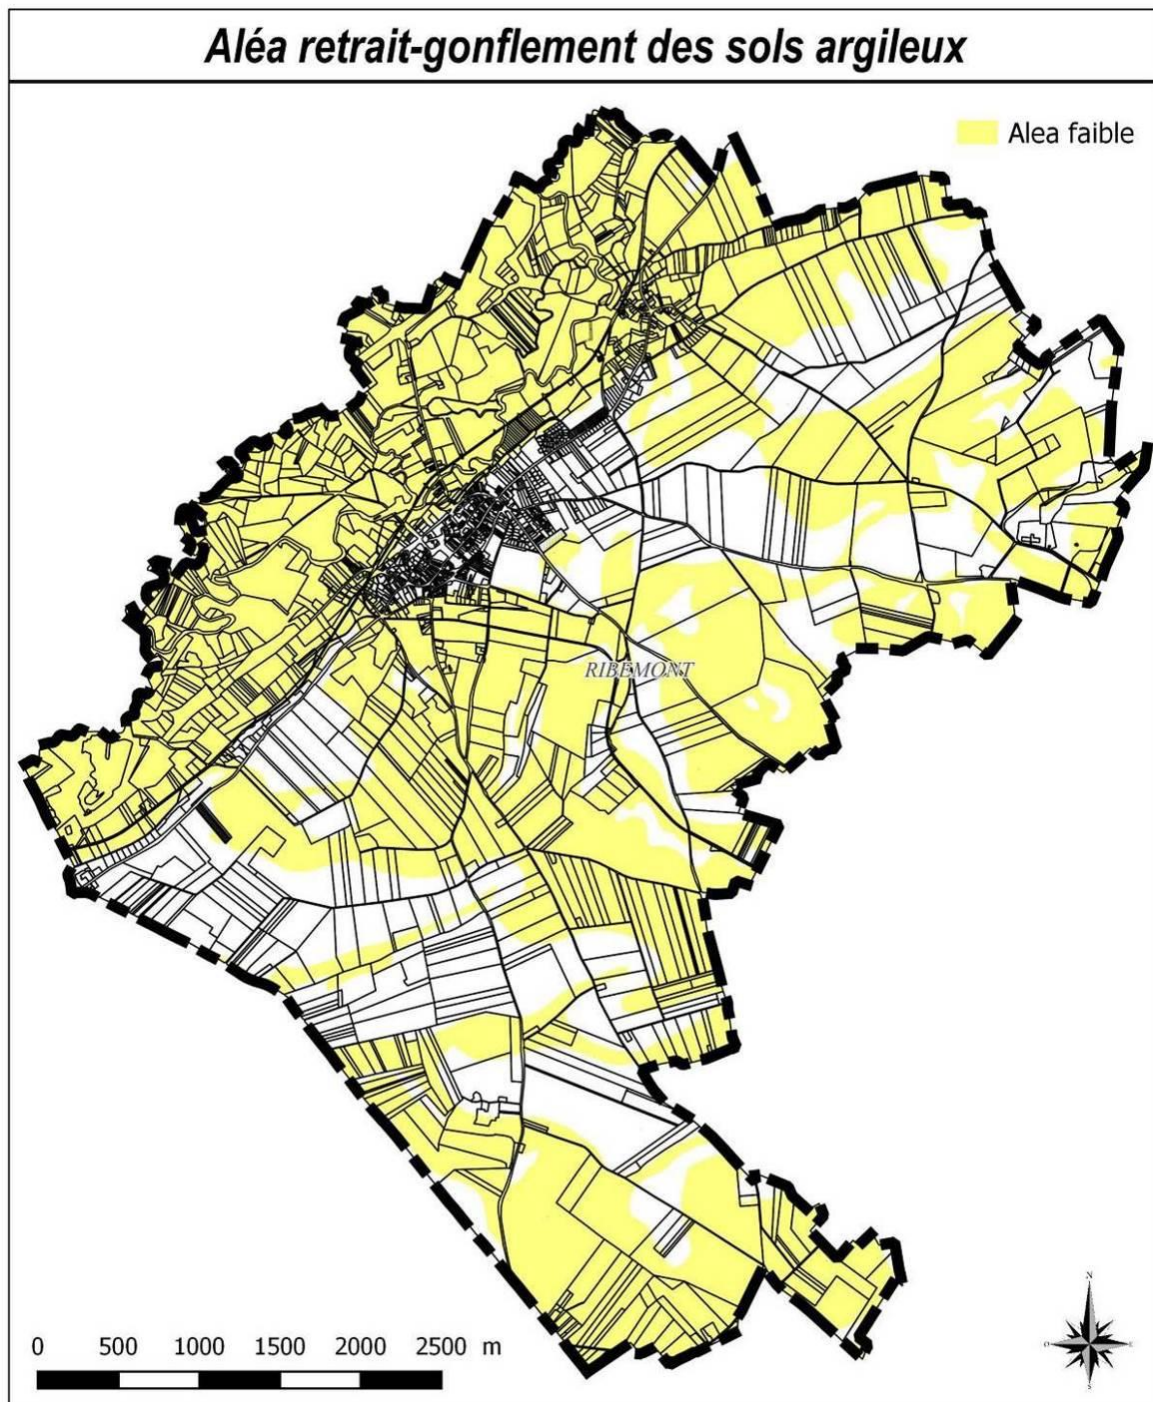 Aléa retrait-gonflement des sols argileux
Alea faible
RIBEMONT
0 500 1000 1500 2000 2500 m
N
O E
S